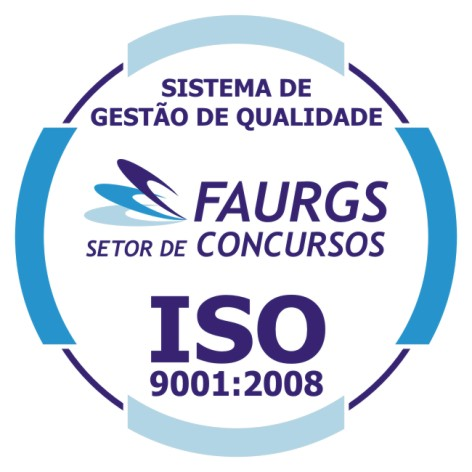 SISTEMA DE
GESTÃO DE QUALIDADE
FAURGS
SETOR DE CONCURSOS
ISO
9001:2008